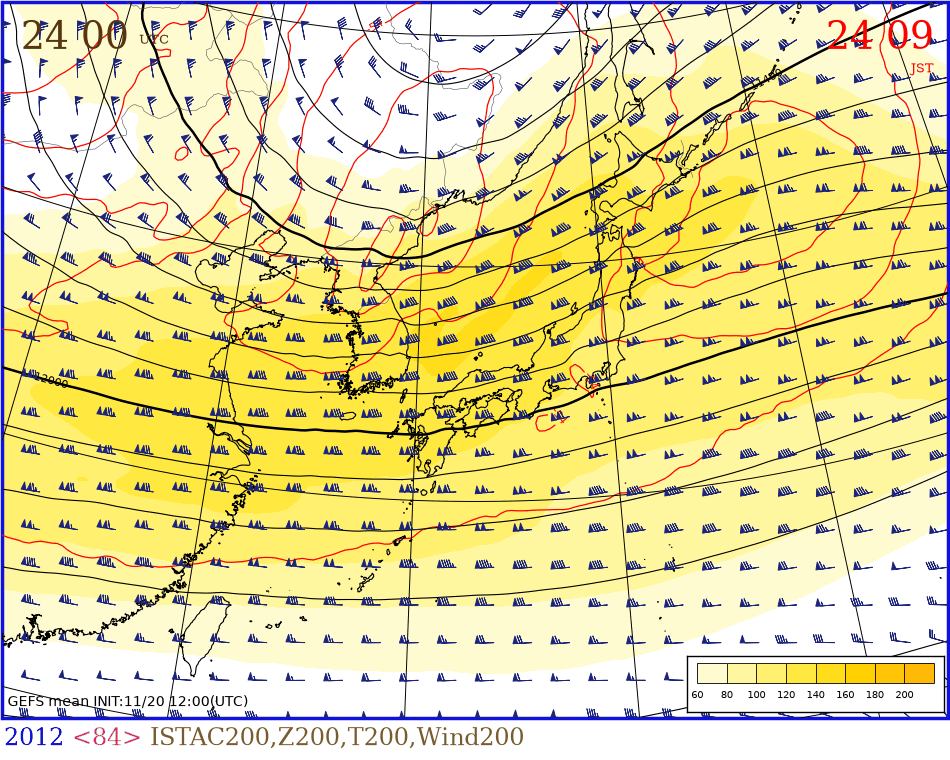 24 00 UTC
24 09
JST
12000
GEFS mean INIT:11/20 12:00(UTC)
60 80 100 120 140 160 180 200
2012 <84> ISTAC200,Z200,T200,Wind200